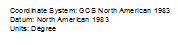 Coordinate System: GCS North American 1983
Datum: North American 1983
Units: Degree